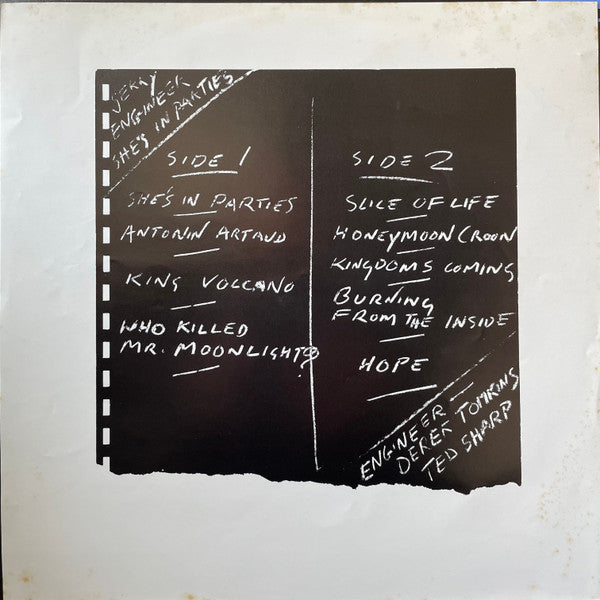 JERRY
ENGINEER
SHE'S IN PARTIES
SIDE 1
SHE'S IN PARTIES
ANTONIN ARTAUD
KING VOLCANO
WHO KILLED
MR. MOONLIGHT?
SIDE 2
SLICE OF LIFE
HONEYMOON CROON
KINGDOMS COMING
BURNING
FROM THE INSIDE
HOPE
ENGINEER —
DEREK TOMKINS
TED SHARP